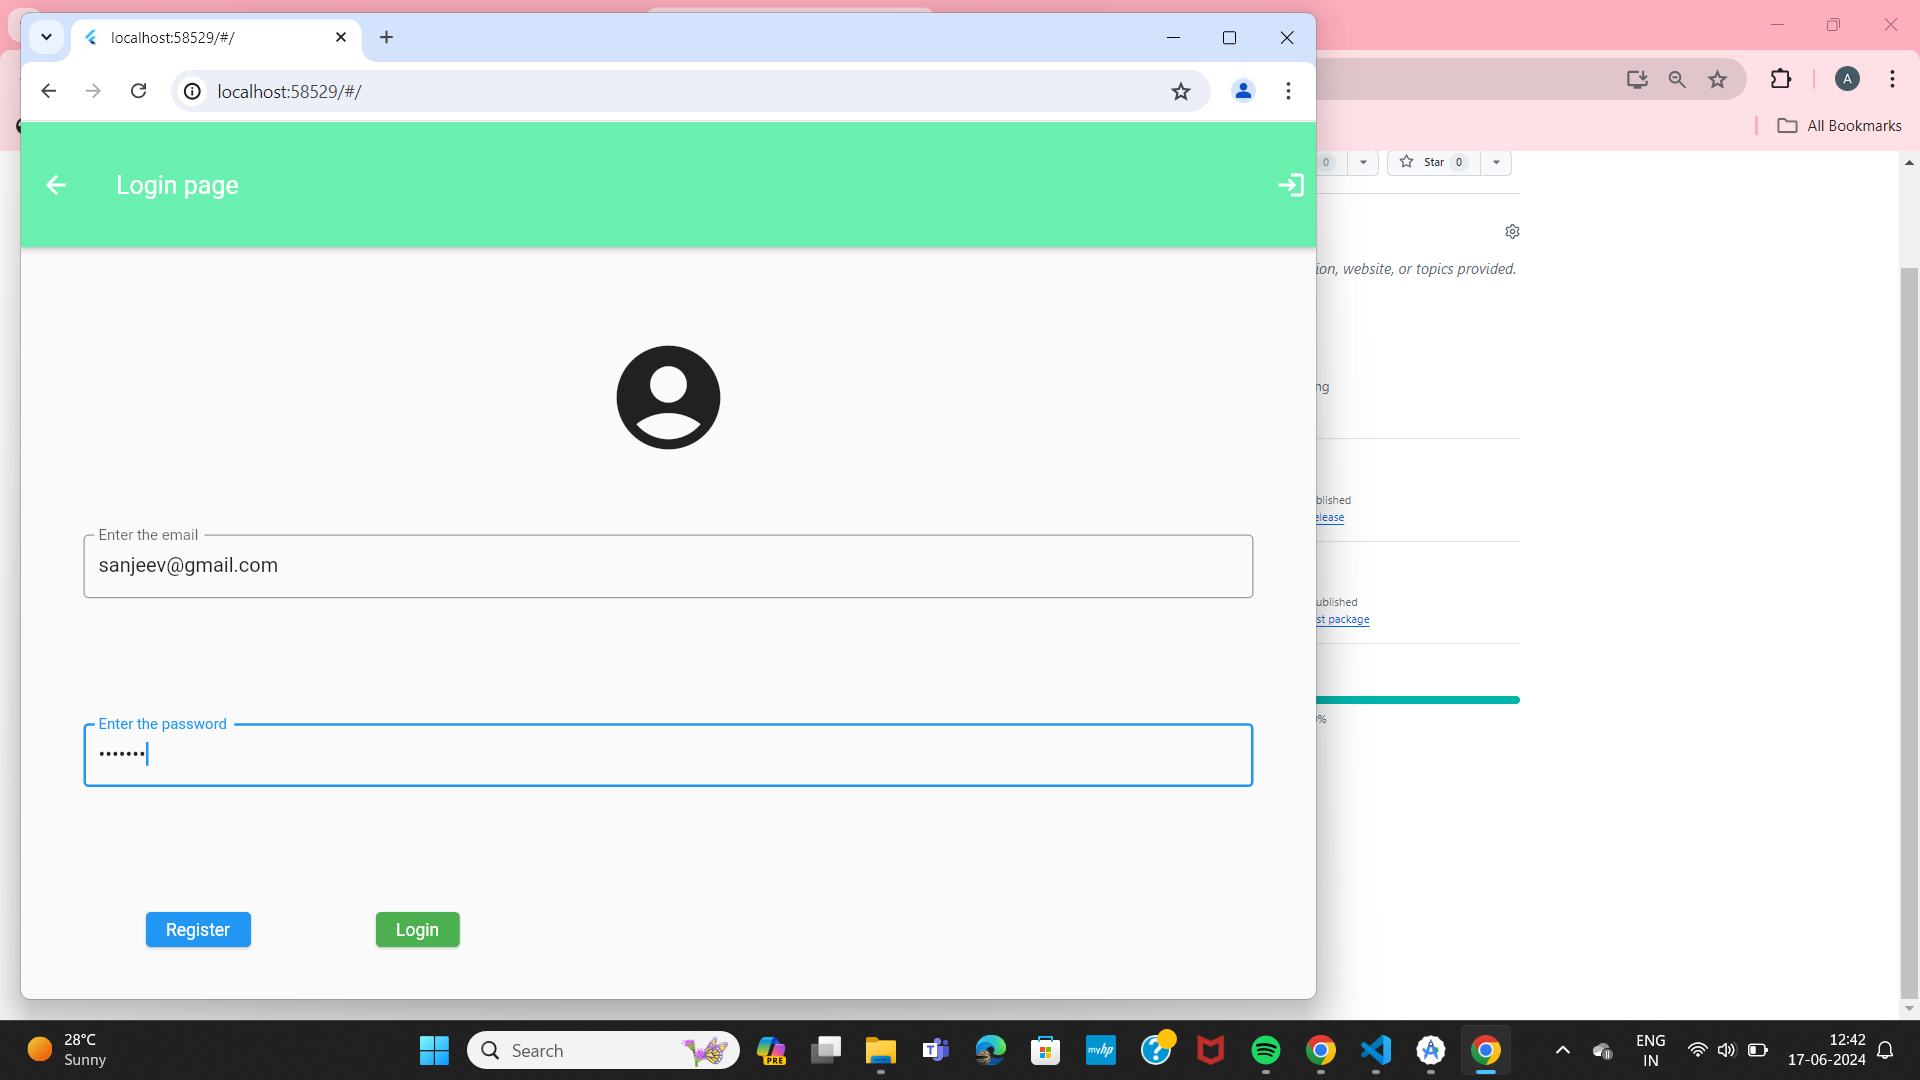 localhost:58529/#/
localhost:58529/#/
A
All Bookmarks
Login page
0
Star 0
ion, website, or topics provided.
ng
Enter the email
sanjeev@gmail.com
blished
elease
ublished
st package
%
Enter the password
•••••••
Register
Login
28°C
Sunny
Search
PRE
T
myhp
?
ENG
IN
12:42
17-06-2024